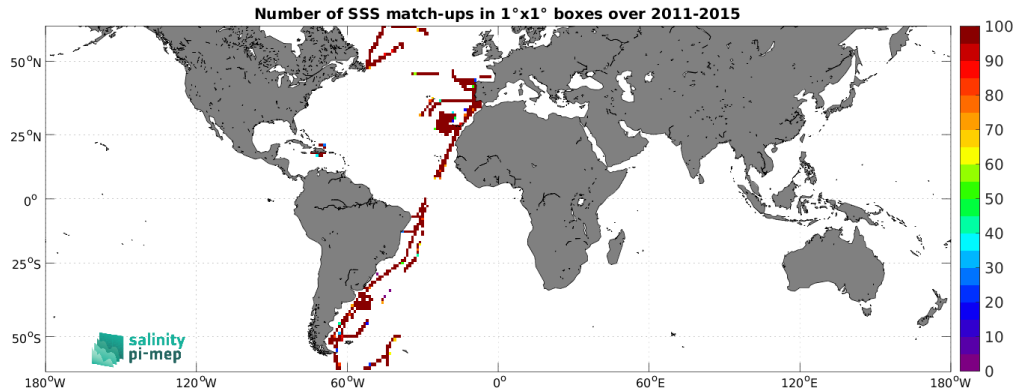 Number of SSS match-ups in 1°x1° boxes over 2011-2015
50°N
25°N
0°
25°S
50°S
180°W
120°W
60°W
0°
60°E
120°E
180°W
100
90
80
70
60
50
40
30
20
10
0
salinity
pi-mep